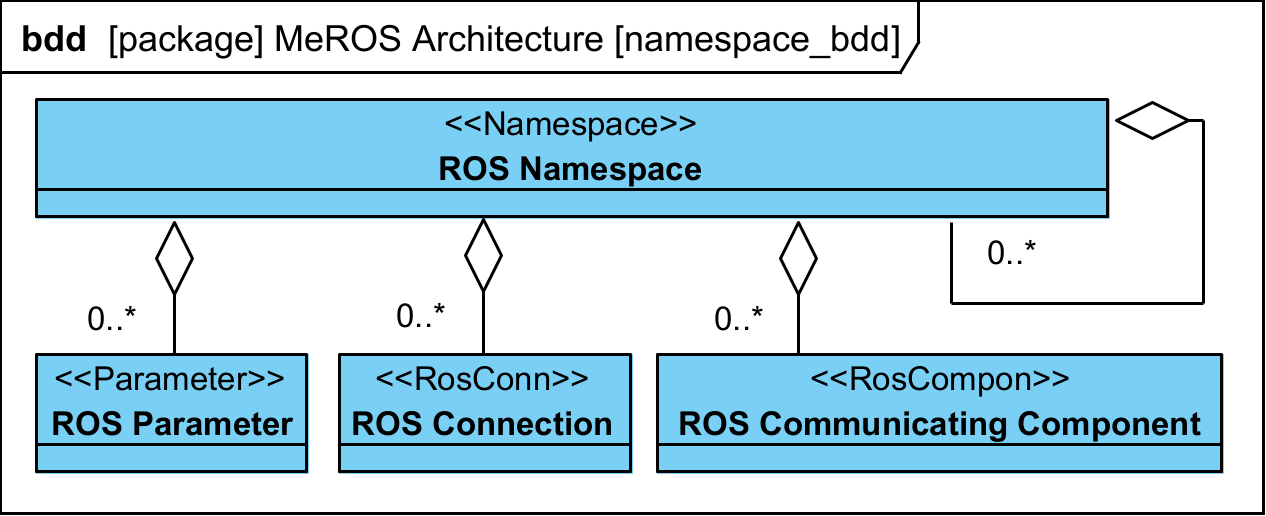 bdd [package] MeROS Architecture [namespace_bdd]
<<Namespace>>
ROS Namespace
0..*
0..*
0..*
0..*
<<Parameter>>
ROS Parameter
<<RosConn>>
ROS Connection
<<RosCompon>>
ROS Communicating Component